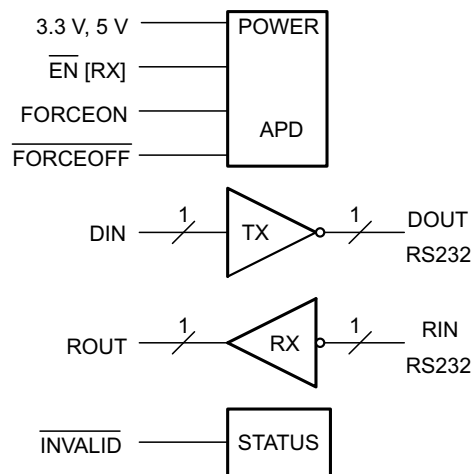 3.3 V, 5 V
POWER
EN [RX]
FORCEON
APD
FORCEOFF
DIN
1
TX
1
DOUT
RS232
ROUT
1
RX
1
RIN
RS232
INVALID
STATUS